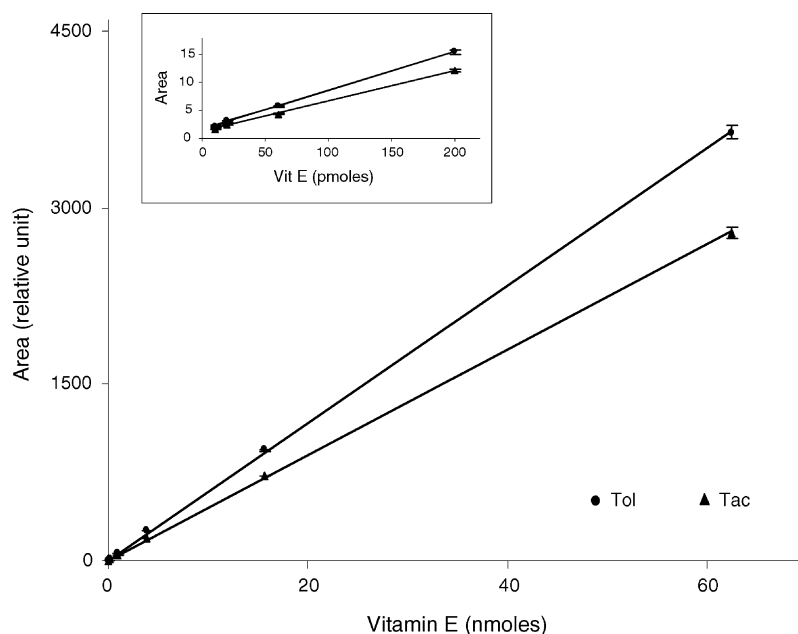 4500
3000
1500
0
Area (relative unit)
15
10
5
0
Area
0 50 100 150 200
Vit E (pmoles)
Tol Tac
0 20 40 60
Vitamin E (nmoles)